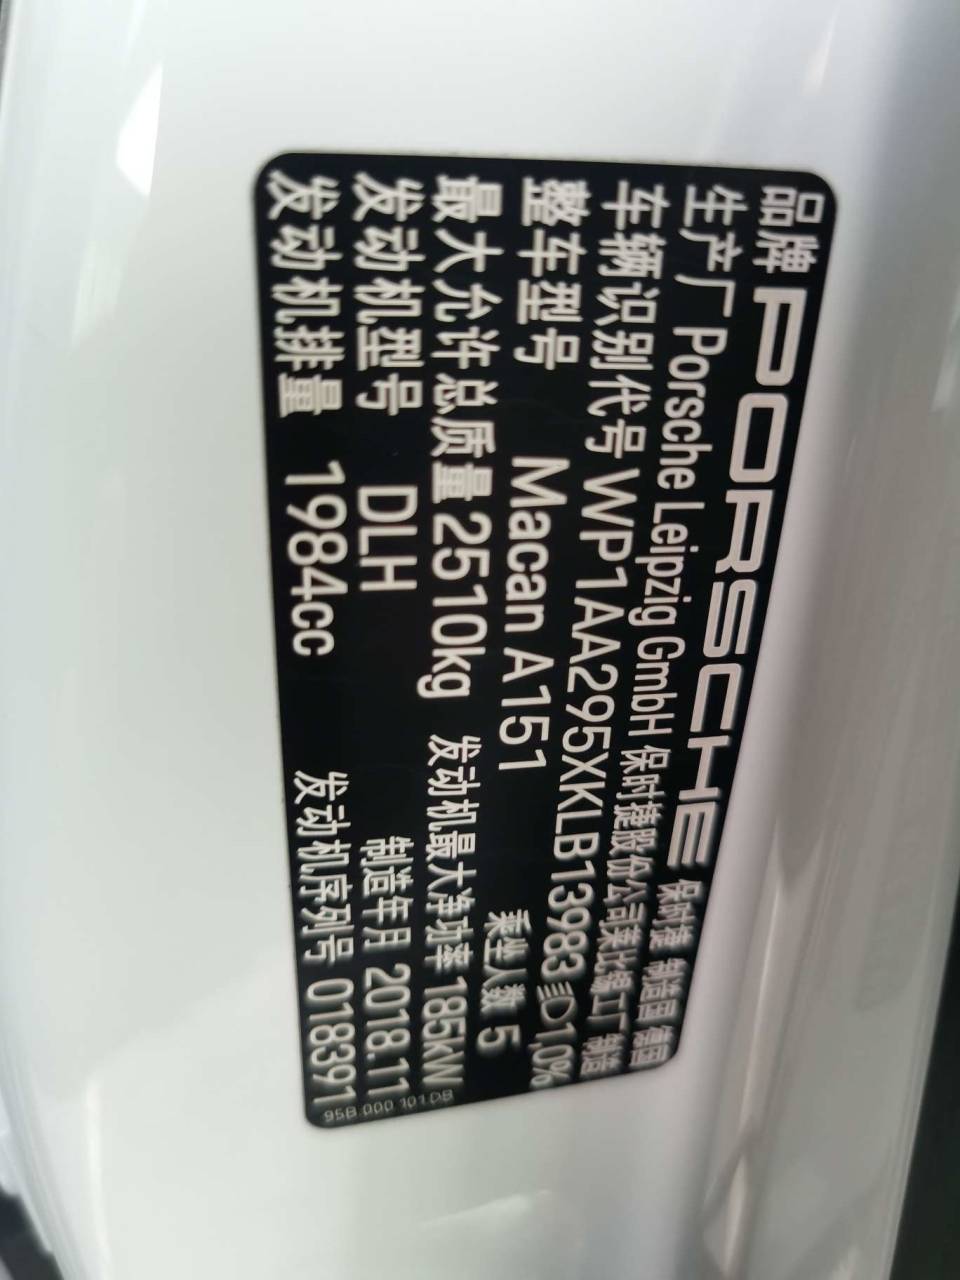 品牌 PORSCHE 保时捷 制造国 德国
生产厂 Porsche Leipzig GmbH 保时捷股份公司莱比锡工厂制造
车辆识别代号 WP1AA295XKLB13983 1,0%
整车型号 Macan A151 乘坐人数 5
最大允许总质量 2510kg 发动机最大净功率 185kW
发动机型号 DLH 制造年月 2018.11
发动机排量 1984cc 发动机序列号 018391
95B.000.101.DB